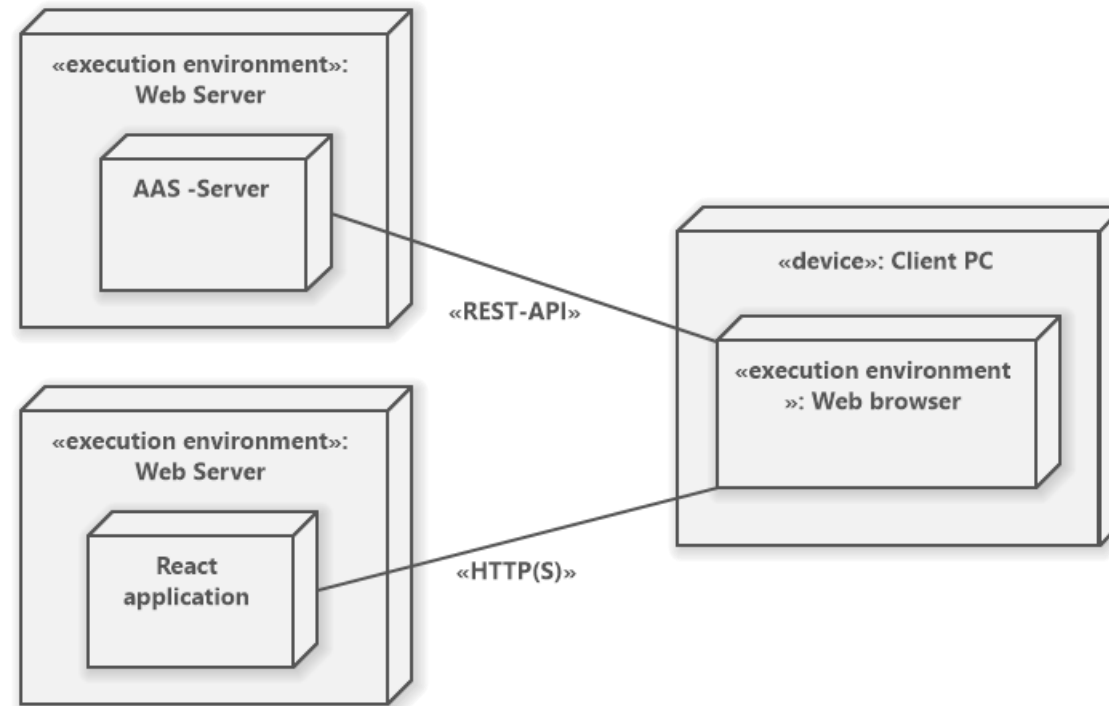 «execution environment»:
Web Server
AAS -Server
«REST-API»
«device»: Client PC
«execution environment
»: Web browser
«execution environment»:
Web Server
React
application
«HTTP(S)»